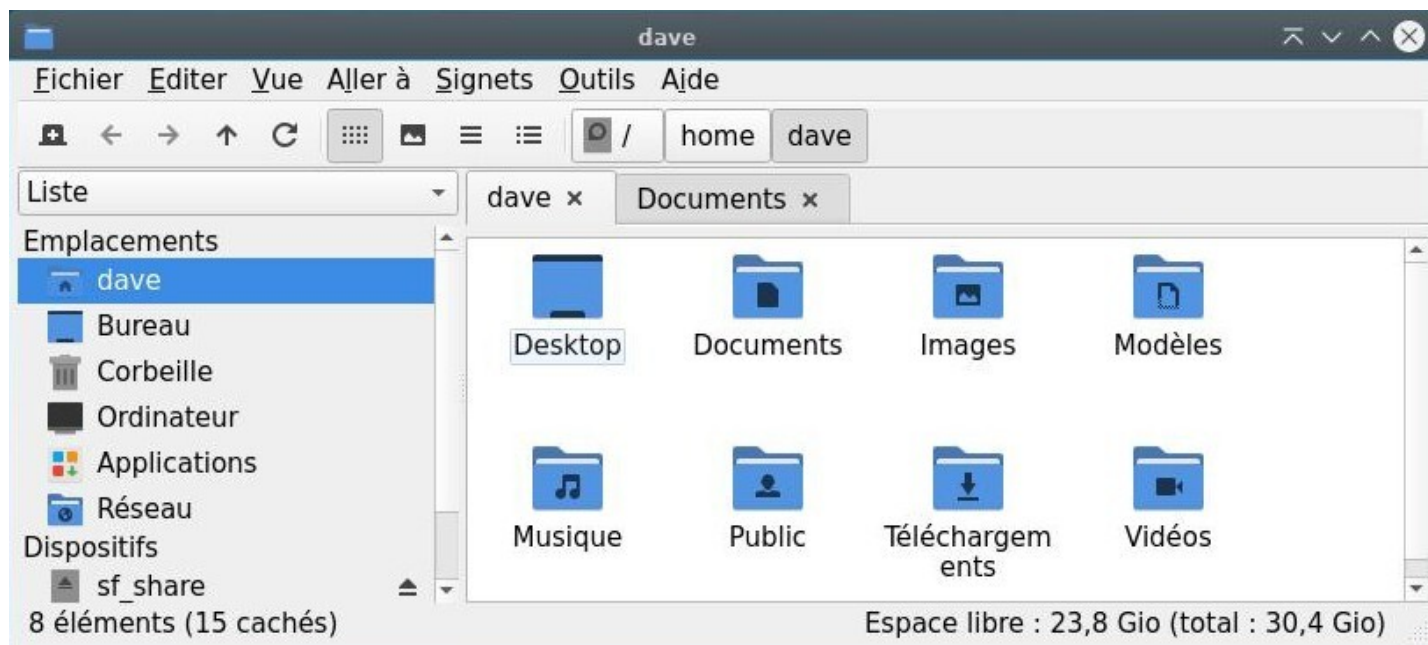 dave
Fichier Editer Vue Aller à Signets Outils Aide
/ home dave
Liste
dave Documents
Emplacements
dave
Bureau
Corbeille
Ordinateur
Applications
Réseau
Dispositifs
sf_share
Desktop Documents Images Modèles
Musique Public Téléchargem Vidéos
ents
8 éléments (15 cachés) Espace libre : 23,8 Gio (total : 30,4 Gio)